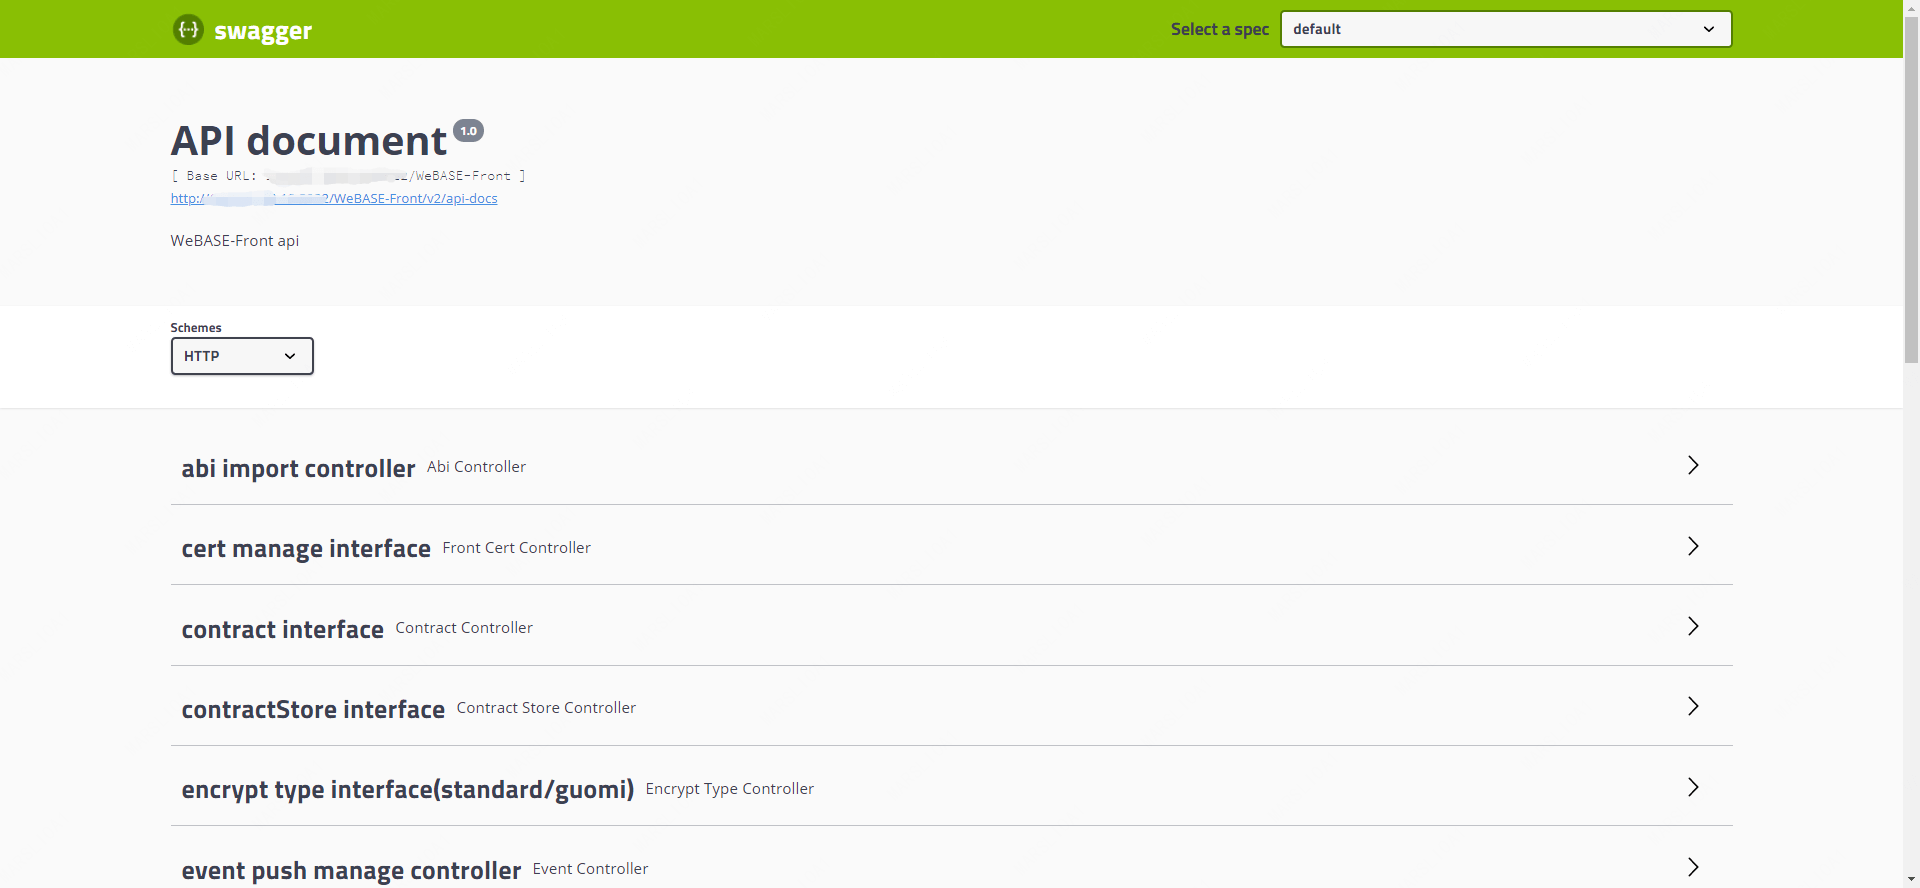 swagger
Select a spec
default
API document 1.0
[ Base URL: /WeBASE-Front ]
http:/ 2/WeBASE-Front/v2/api-docs
WeBASE-Front api
Schemes
HTTP
abi import controller Abi Controller
cert manage interface Front Cert Controller
contract interface Contract Controller
contractStore interface Contract Store Controller
encrypt type interface(standard/guomi) Encrypt Type Controller
event push manage controller Event Controller